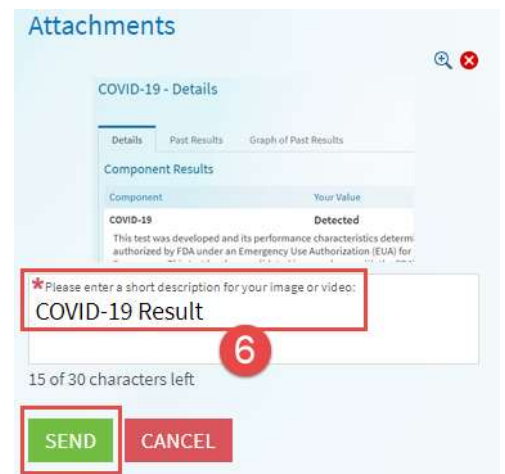 Attachments
COVID-19 - Details
Details Past Results Graph of Past Results
Component Results
Component Your Value
COVID-19 Detected
This test was developed and its performance characteristics determ
authorized by FDA under an Emergency Use Authorization (EUA) for
*Please enter a short description for your image or video:
COVID-19 Result
6
15 of 30 characters left
SEND CANCEL